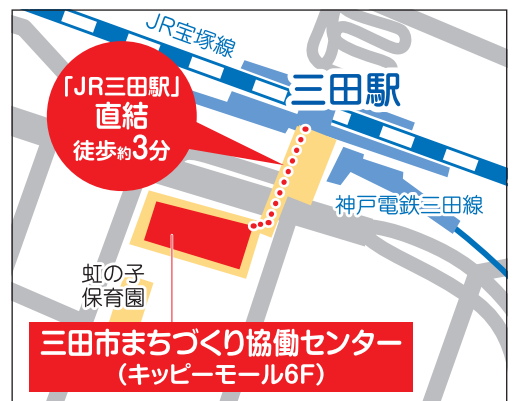 JR宝塚線
「JR三田駅」
直結
徒歩約3分
三田駅
神戸電鉄三田線
虹の子
保育園
三田市まちづくり協働センター
（キッピーモール6F）